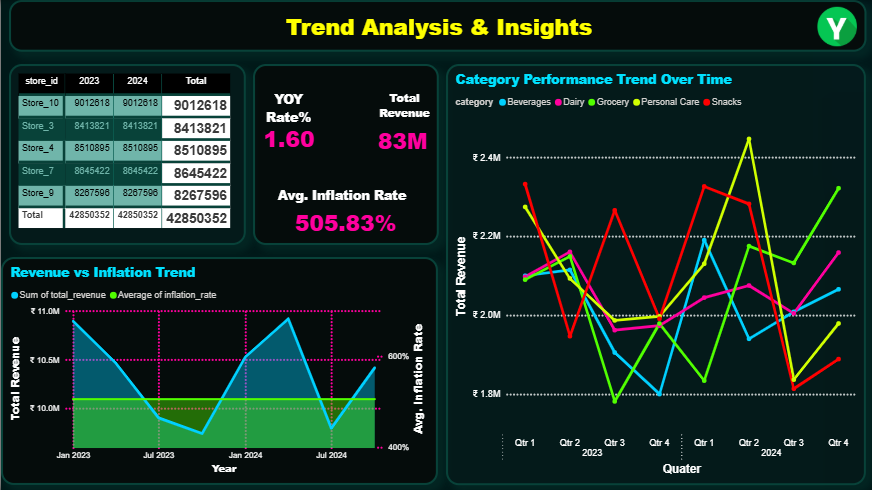 Trend Analysis & Insights
Y
store_id 2023 2024 Total
Store_10 9012618 9012618 9012618
Store_3 8413821 8413821 8413821
Store_4 8510895 8510895 8510895
Store_7 8645422 8645422 8645422
Store_9 8267596 8267596 8267596
Total 42850352 42850352 42850352
YOY
Rate%
1.60
Total
Revenue
83M
Avg. Inflation Rate
505.83%
Revenue vs Inflation Trend
Sum of total_revenue Average of inflation_rate
₹ 11.0M
₹ 10.5M
₹ 10.0M
Total Revenue
600%
400%
Avg. Inflation Rate
Jan 2023 Jul 2023 Jan 2024 Jul 2024
Year
Category Performance Trend Over Time
category Beverages Dairy Grocery Personal Care Snacks
₹ 2.4M
₹ 2.2M
₹ 2.0M
₹ 1.8M
Total Revenue
Qtr 1 Qtr 2 Qtr 3 Qtr 4 Qtr 1 Qtr 2 Qtr 3 Qtr 4
2023 2024
Quater